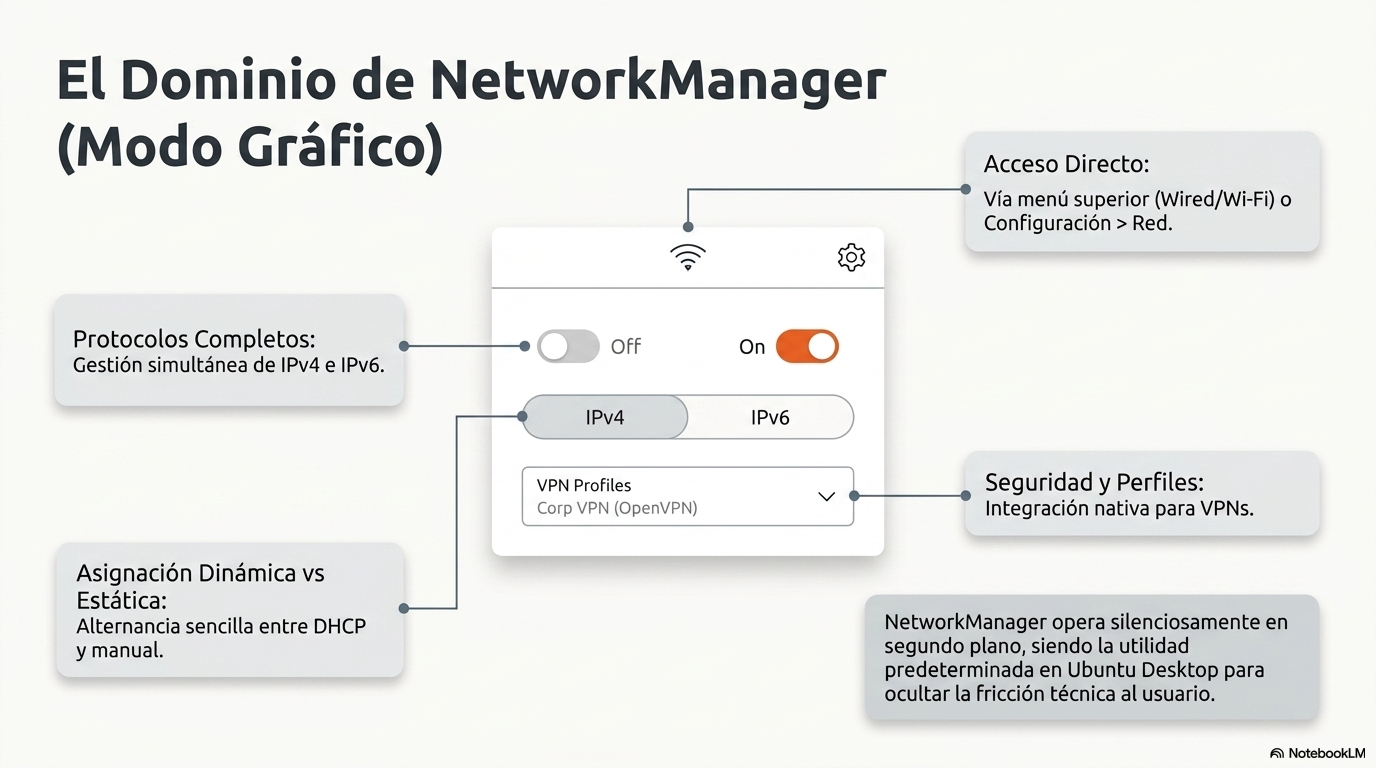 El Dominio de NetworkManager
(Modo Gráfico)
Acceso Directo:
Vía menú superior (Wired/Wi-Fi) o
Configuración > Red.
Protocolos Completos:
Gestión simultánea de IPv4 e IPv6.
Off
On
IPv4
IPv6
VPN Profiles
Corp VPN (OpenVPN)
Seguridad y Perfiles:
Integración nativa para VPNs.
Asignación Dinámica vs
Estática:
Alternancia sencilla entre DHCP
y manual.
NetworkManager opera silenciosamente en
segundo plano, siendo la utilidad
predeterminada en Ubuntu Desktop para
ocultar la fricción técnica al usuario.
NotebookLM